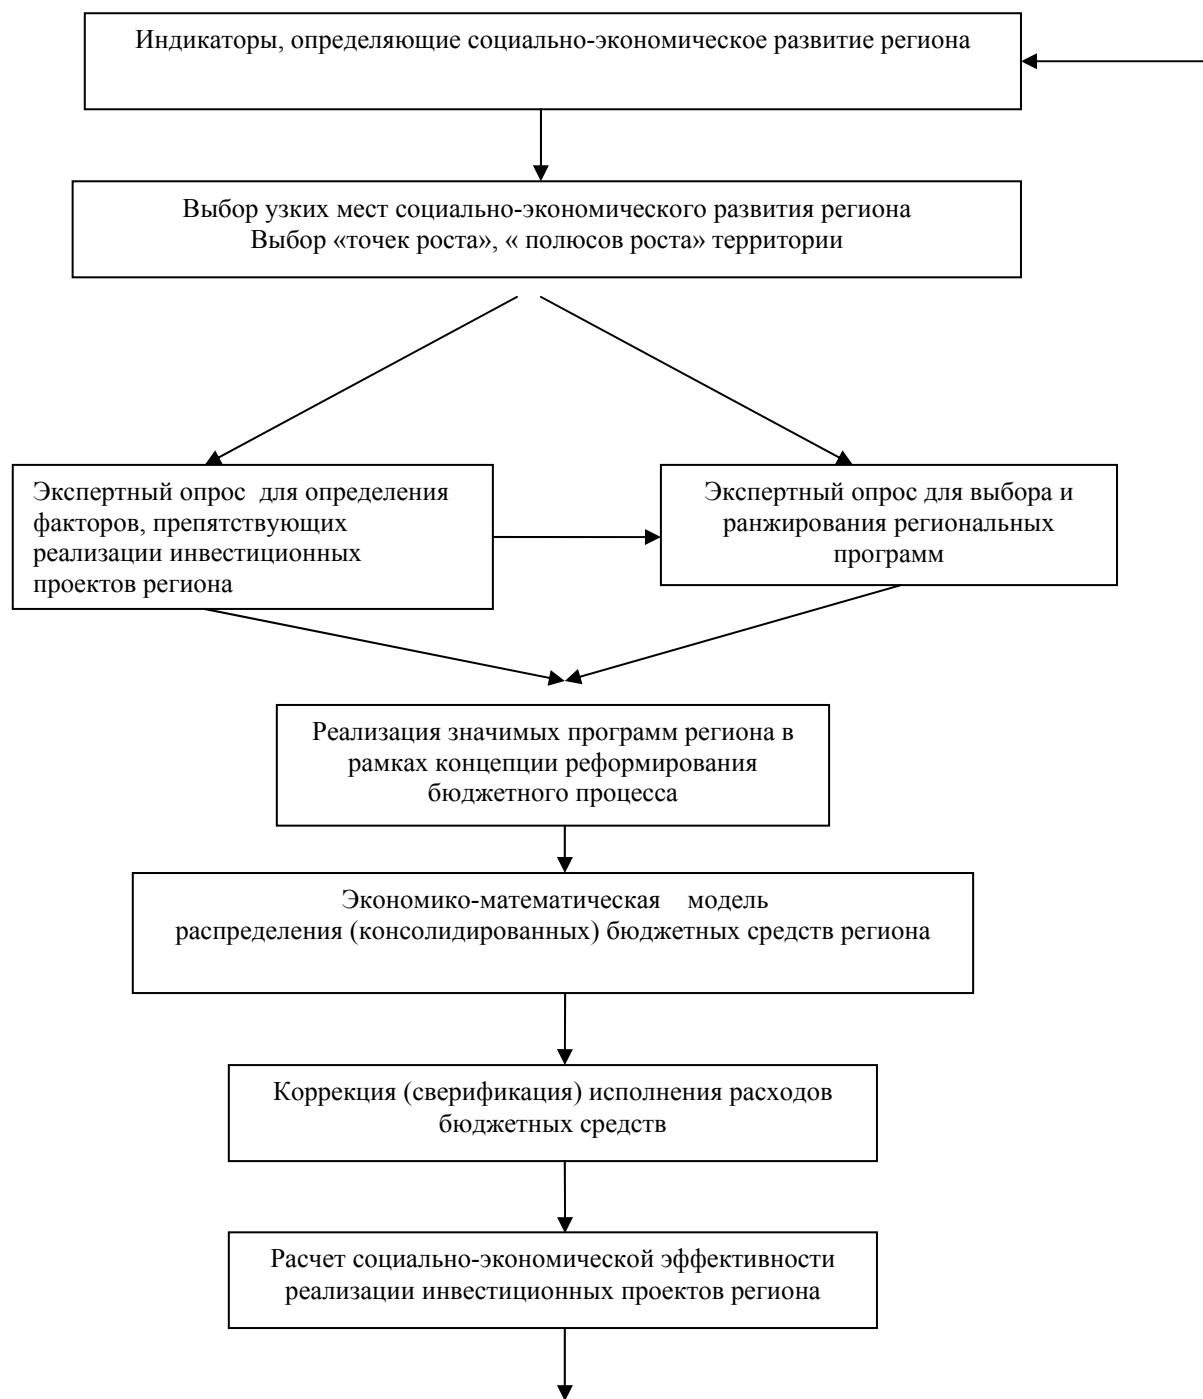 Индикаторы, определяющие социально-экономическое развитие региона
Выбор узких мест социально-экономического развития региона
Выбор «точек роста», « полюсов роста» территории
Экспертный опрос  для определения
факторов, препятствующих
реализации инвестиционных
проектов региона
Экспертный опрос для выбора и
ранжирования региональных
программ
Реализация значимых программ региона в
рамках концепции реформирования
бюджетного процесса
Экономико-математическая    модель
распределения (консолидированных) бюджетных средств региона
Коррекция (сверификация) исполнения расходов
бюджетных средств
Расчет социально-экономической эффективности
реализации инвестиционных проектов региона